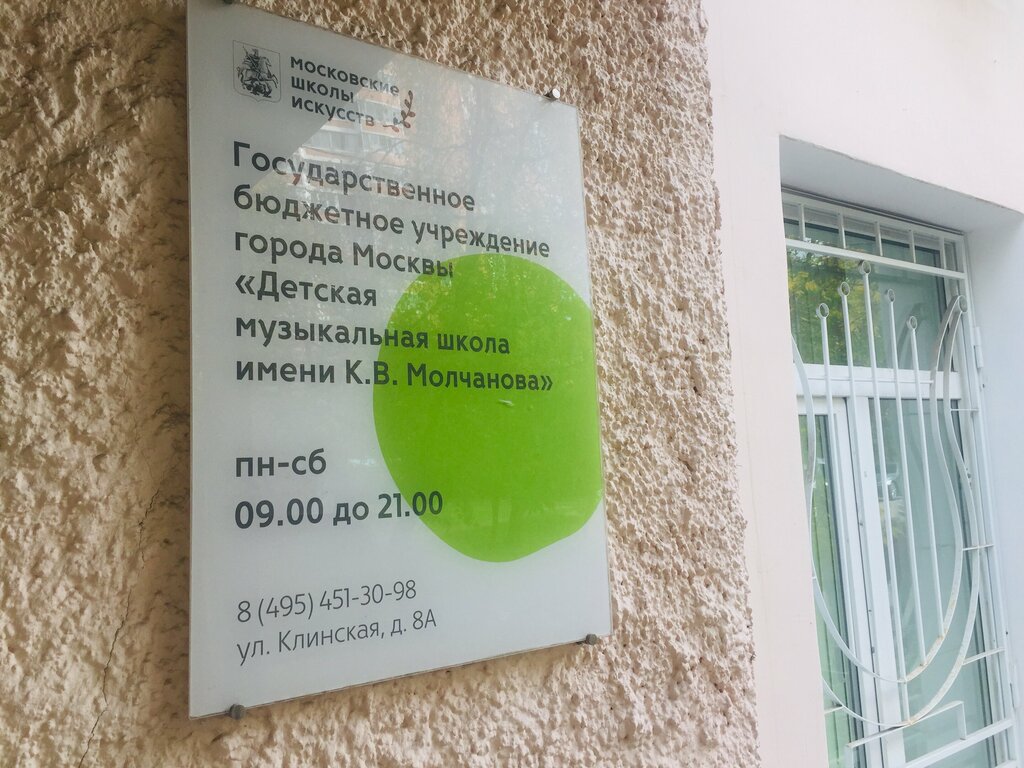 МОСКОВСКИЕ
ШКОЛЫ
ИСКУССТВ
Государственное
бюджетное учреждение
города Москвы
«Детская
музыкальная школа
имени К.В. Молчанова»
пн-сб
09.00 до 21.00
8 (495) 451-30-98
ул. Клинская, д. 8А